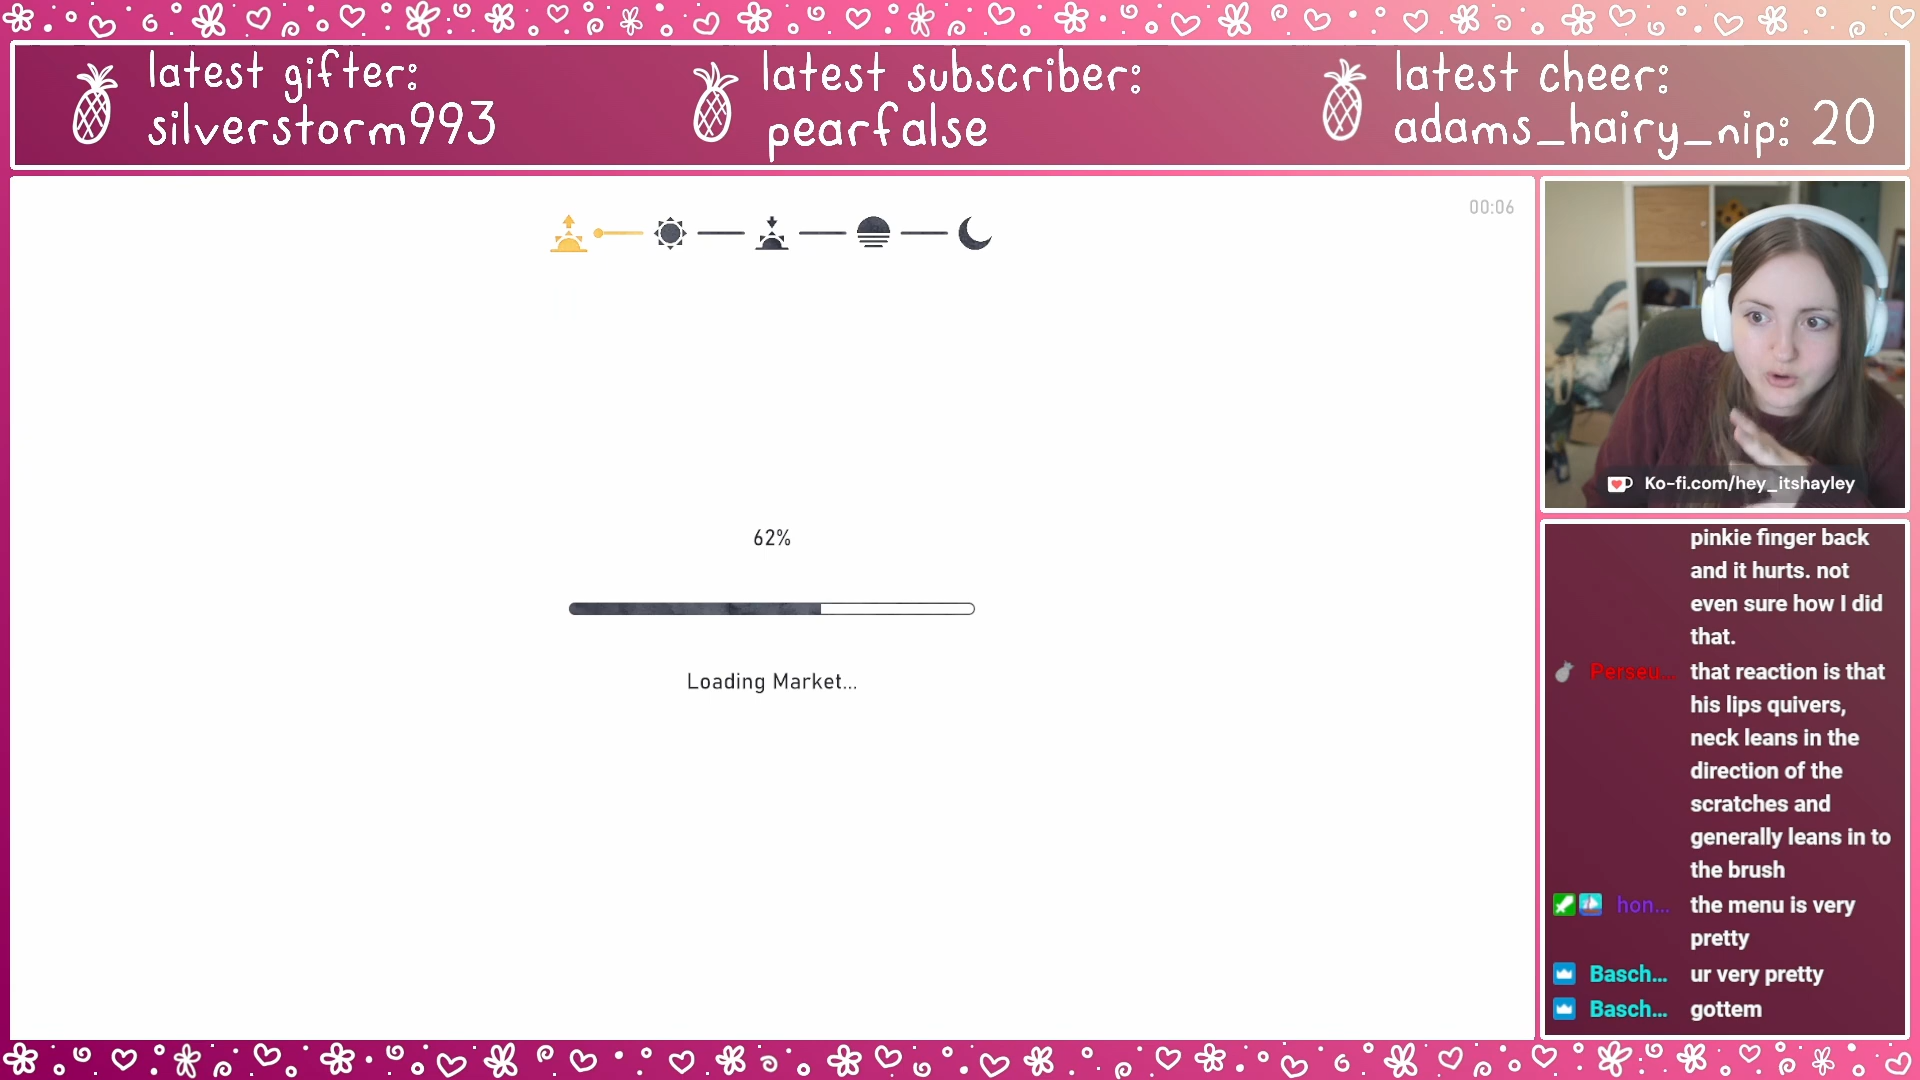 latest gifter:
silverstorm993
latest subscriber:
pearfalse
latest cheer:
adams_hairy_nip: 20
00:06
62%
Loading Market...
Ko-fi.com/hey_itshayley
pinkie finger back
and it hurts. not
even sure how I did
that.
Perseu... that reaction is that
his lips quivers,
neck leans in the
direction of the
scratches and
generally leans in to
the brush
hon... the menu is very
pretty
Basch... ur very pretty
Basch... gottem